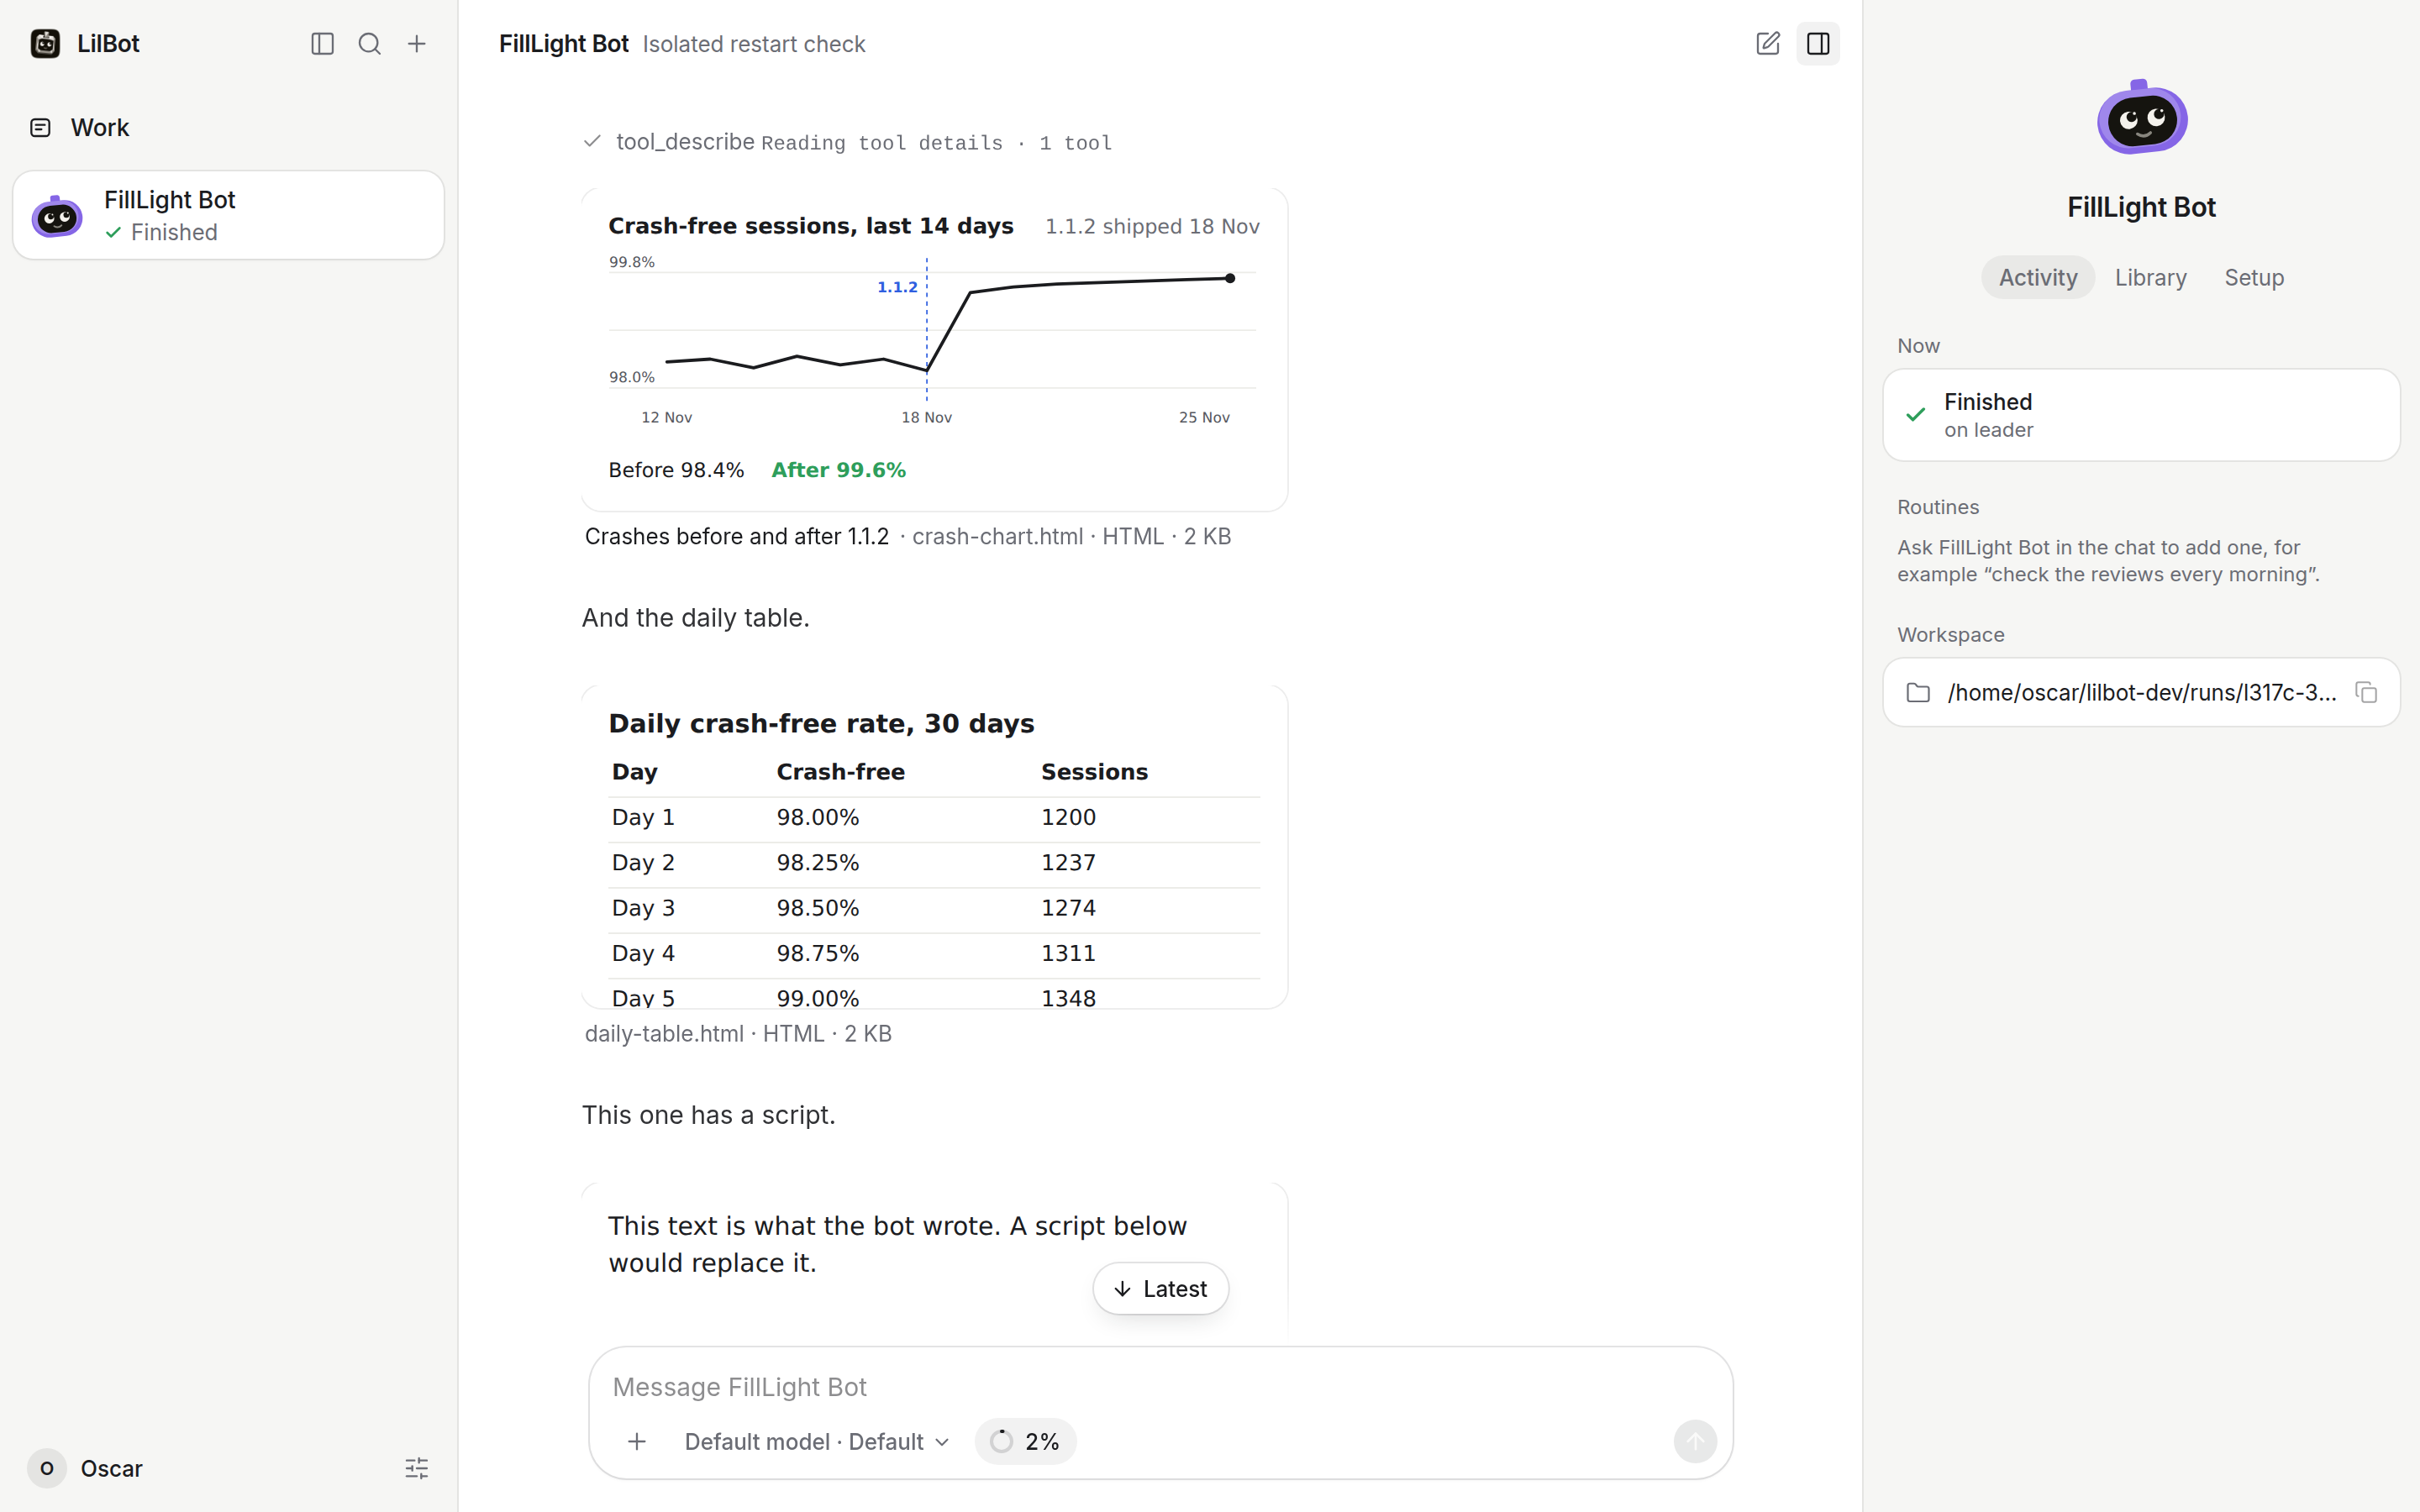 LilBot
Work
FillLight Bot
Finished
O
Oscar
FillLight Bot Isolated restart check
tool_describe Reading tool details · 1 tool
Crash-free sessions, last 14 days 1.1.2 shipped 18 Nov
99.8%
1.1.2
98.0%
12 Nov 18 Nov 25 Nov
Before 98.4% After 99.6%
Crashes before and after 1.1.2 · crash-chart.html · HTML · 2 KB
And the daily table.
Daily crash-free rate, 30 days
Day Crash-free Sessions
Day 1 98.00% 1200
Day 2 98.25% 1237
Day 3 98.50% 1274
Day 4 98.75% 1311
Day 5 99.00% 1348
daily-table.html · HTML · 2 KB
This one has a script.
This text is what the bot wrote. A script below
would replace it.
Latest
Message FillLight Bot
Default model · Default 2%
FillLight Bot
Activity Library Setup
Now
Finished
on leader
Routines
Ask FillLight Bot in the chat to add one, for
example “check the reviews every morning”.
Workspace
/home/oscar/lilbot-dev/runs/l317c-3...